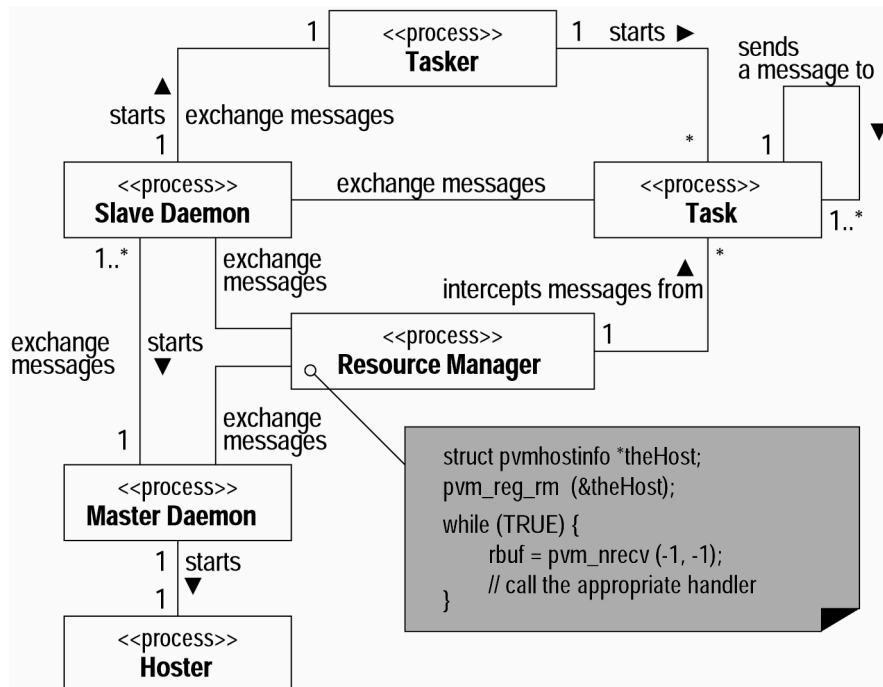 1
<<process>>
Tasker
1
starts ►
sends
a message to
▲
starts
exchange messages
1
*
1
▼
<<process>>
Slave Daemon
exchange messages
<<process>>
Task
1..*
1..*
exchange
messages
▲
*
intercepts messages from
exchange
messages
starts
▼
<<process>>
Resource Manager
1
1
exchange
messages
<<process>>
Master Daemon
struct pvmhostinfo *theHost;
pvm_reg_rm (&theHost);
while (TRUE) {
rbuf = pvm_nrecv (-1, -1);
// call the appropriate handler
}
1
starts
▼
1
<<process>>
Hoster